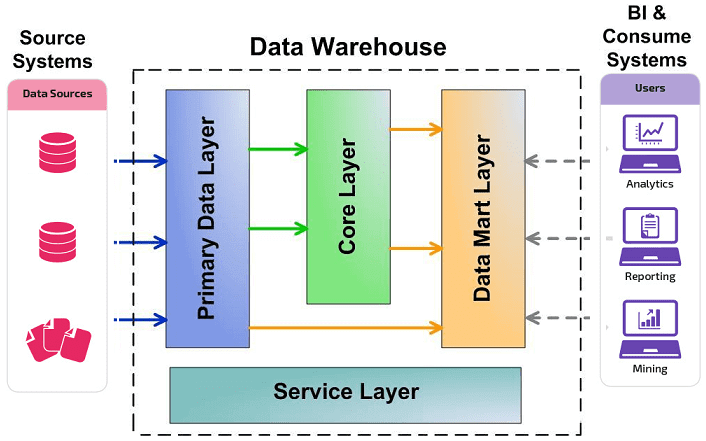 Source
Systems
Data Sources
Data Warehouse
Primary Data Layer
Core Layer
Data Mart Layer
Service Layer
BI &
Consume
Systems
Users
Analytics
Reporting
Mining